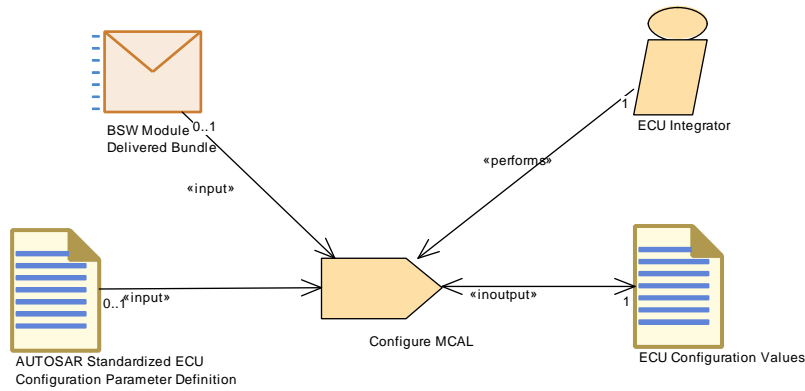 BSW Module
Delivered Bundle
0..1
«input»
1
ECU Integrator
«performs»
0..1
«input»
AUTOSAR Standardized ECU
Configuration Parameter Definition
Configure MCAL
«inoutput»
1
ECU Configuration Values